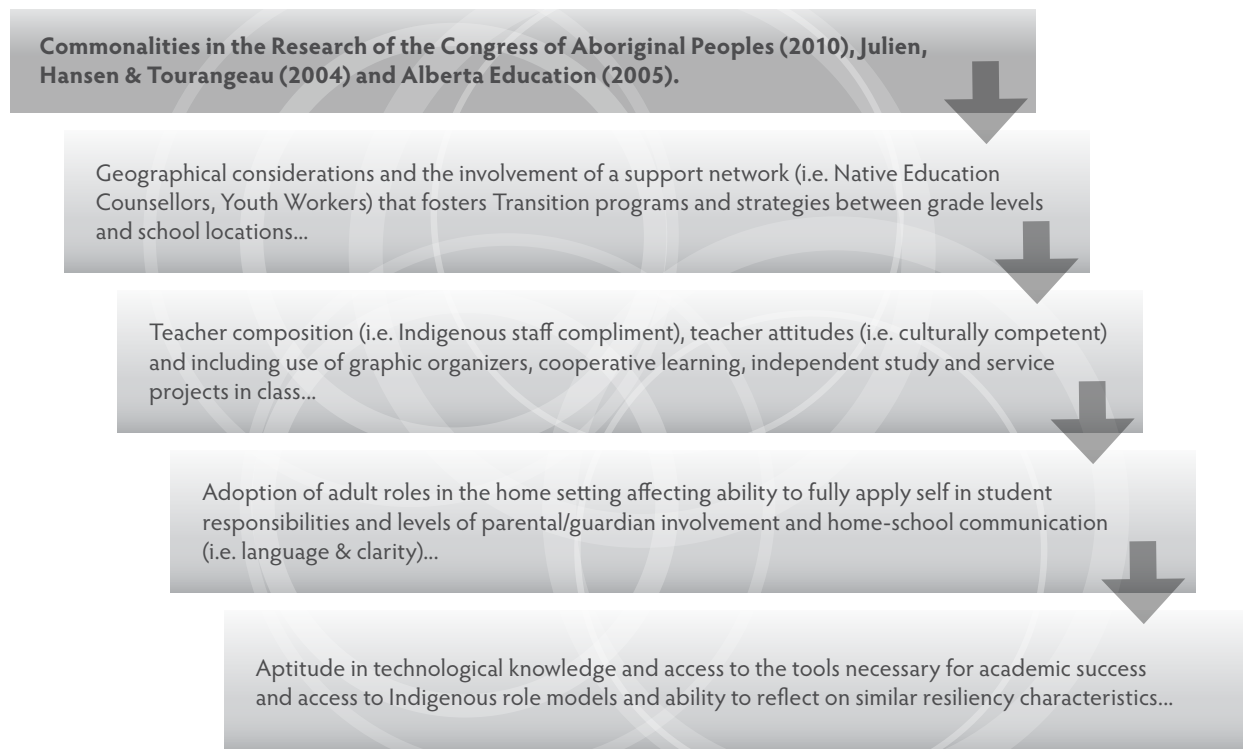 Commonalities in the Research of the Congress of Aboriginal Peoples (2010), Julien,
Hansen & Tourangeau (2004) and Alberta Education (2005).
Geographical considerations and the involvement of a support network (i.e. Native Education
Counsellors, Youth Workers) that fosters Transition programs and strategies between grade levels
and school locations...
Teacher composition (i.e. Indigenous staff compliment), teacher attitudes (i.e. culturally competent)
and including use of graphic organizers, cooperative learning, independent study and service
projects in class...
Adoption of adult roles in the home setting affecting ability to fully apply self in student
responsibilities and levels of parental/guardian involvement and home-school communication
(i.e. language & clarity)...
Aptitude in technological knowledge and access to the tools necessary for academic success
and access to Indigenous role models and ability to reflect on similar resiliency characteristics...